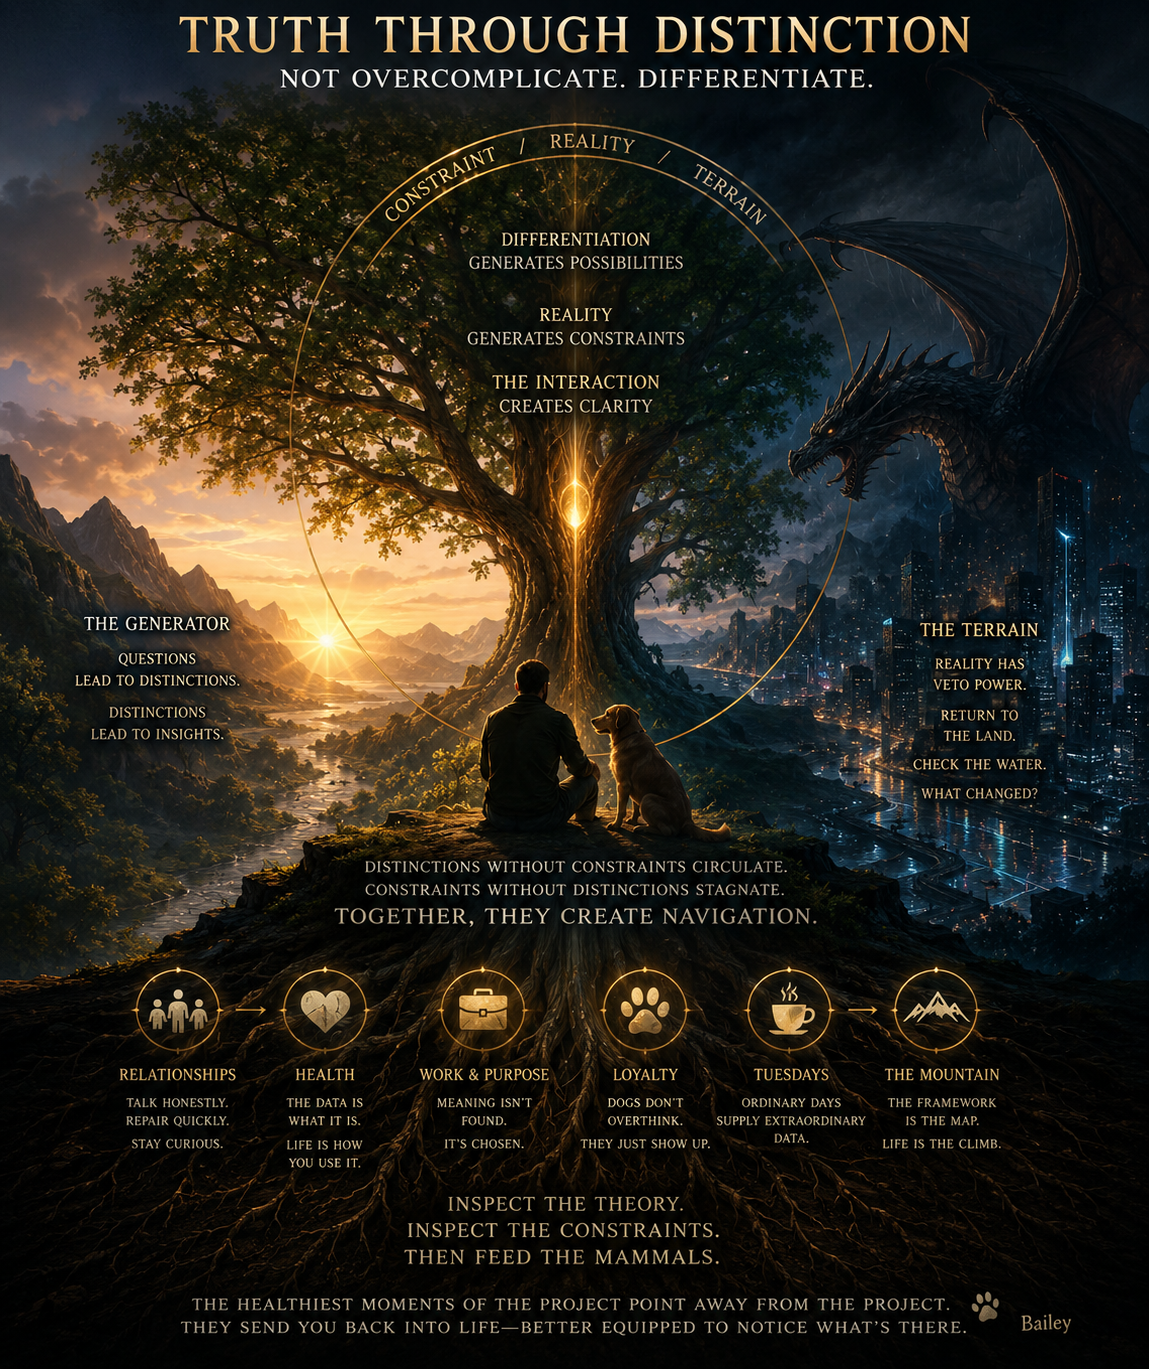 TRUTH THROUGH DISTINCTION
NOT OVERCOMPLICATE. DIFFERENTIATE.
CONSTRAINT / REALITY / TERRAIN
DIFFERENTIATION
GENERATES POSSIBILITIES
REALITY
GENERATES CONSTRAINTS
THE INTERACTION
CREATES CLARITY
THE GENERATOR
QUESTIONS
LEAD TO DISTINCTIONS.
DISTINCTIONS
LEAD TO INSIGHTS.
THE TERRAIN
REALITY HAS
VETO POWER.
RETURN TO
THE LAND.
CHECK THE WATER.
WHAT CHANGED?
DISTINCTIONS WITHOUT CONSTRAINTS CIRCULATE.
CONSTRAINTS WITHOUT DISTINCTIONS STAGNATE.
TOGETHER, THEY CREATE NAVIGATION.
RELATIONSHIPS
TALK HONESTLY.
REPAIR QUICKLY.
STAY CURIOUS.
HEALTH
THE DATA IS
WHAT IT IS.
LIFE IS HOW
YOU USE IT.
WORK & PURPOSE
MEANING ISN'T
FOUND.
IT'S CHOSEN.
LOYALTY
DOGS DON'T
OVERTHINK.
THEY JUST SHOW UP.
TUESDAYS
ORDINARY DAYS
SUPPLY EXTRAORDINARY
DATA.
THE MOUNTAIN
THE FRAMEWORK
IS THE MAP.
LIFE IS THE CLIMB.
INSPECT THE THEORY.
INSPECT THE CONSTRAINTS.
THEN FEED THE MAMMALS.
THE HEALTHIEST MOMENTS OF THE PROJECT POINT AWAY FROM THE PROJECT.
THEY SEND YOU BACK INTO LIFE—BETTER EQUIPPED TO NOTICE WHAT'S THERE.
Bailey